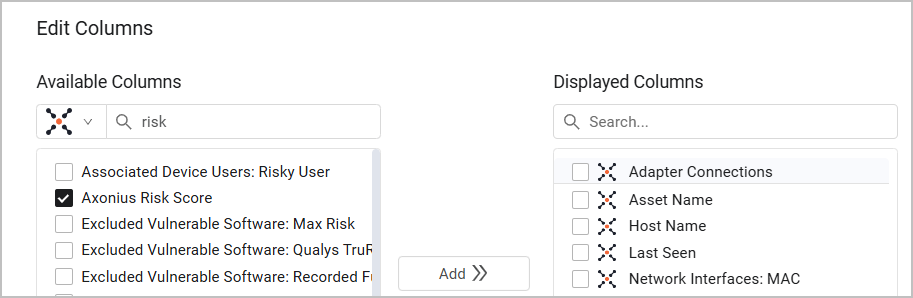 Edit Columns
Available Columns
risk
Associated Device Users: Risky User
Axonius Risk Score
Excluded Vulnerable Software: Max Risk
Excluded Vulnerable Software: Qualys TruR
Excluded Vulnerable Software: Recorded Fu
Add
Displayed Columns
Search...
Adapter Connections
Asset Name
Host Name
Last Seen
Network Interfaces: MAC